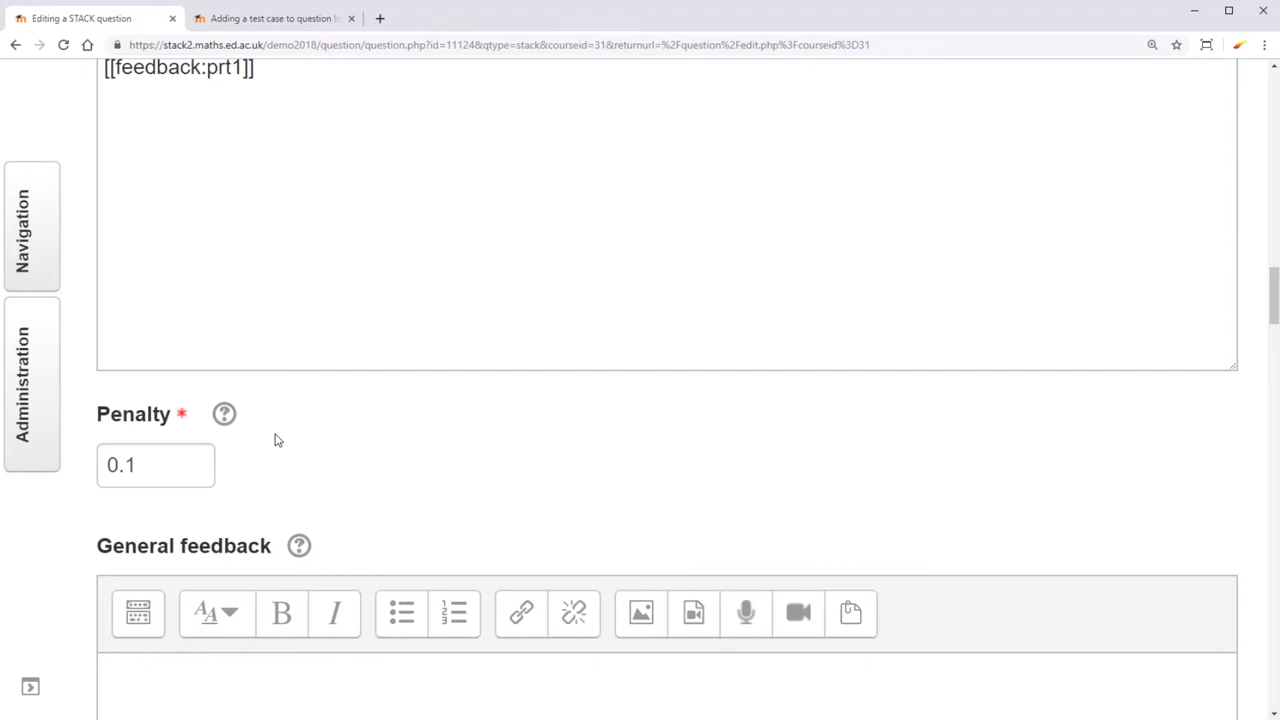 Editing a STACK question
Adding a test case to question
https://stack2.maths.ed.ac.uk/demo2018/question/question.php?id=11124&qtype=stack&courseid=31&returnurl=%2Fquestion%2Fedit.php%3Fcourseid%3D31
[[feedback:prt1]]
Navigation
Administration
Penalty *
0.1
General feedback